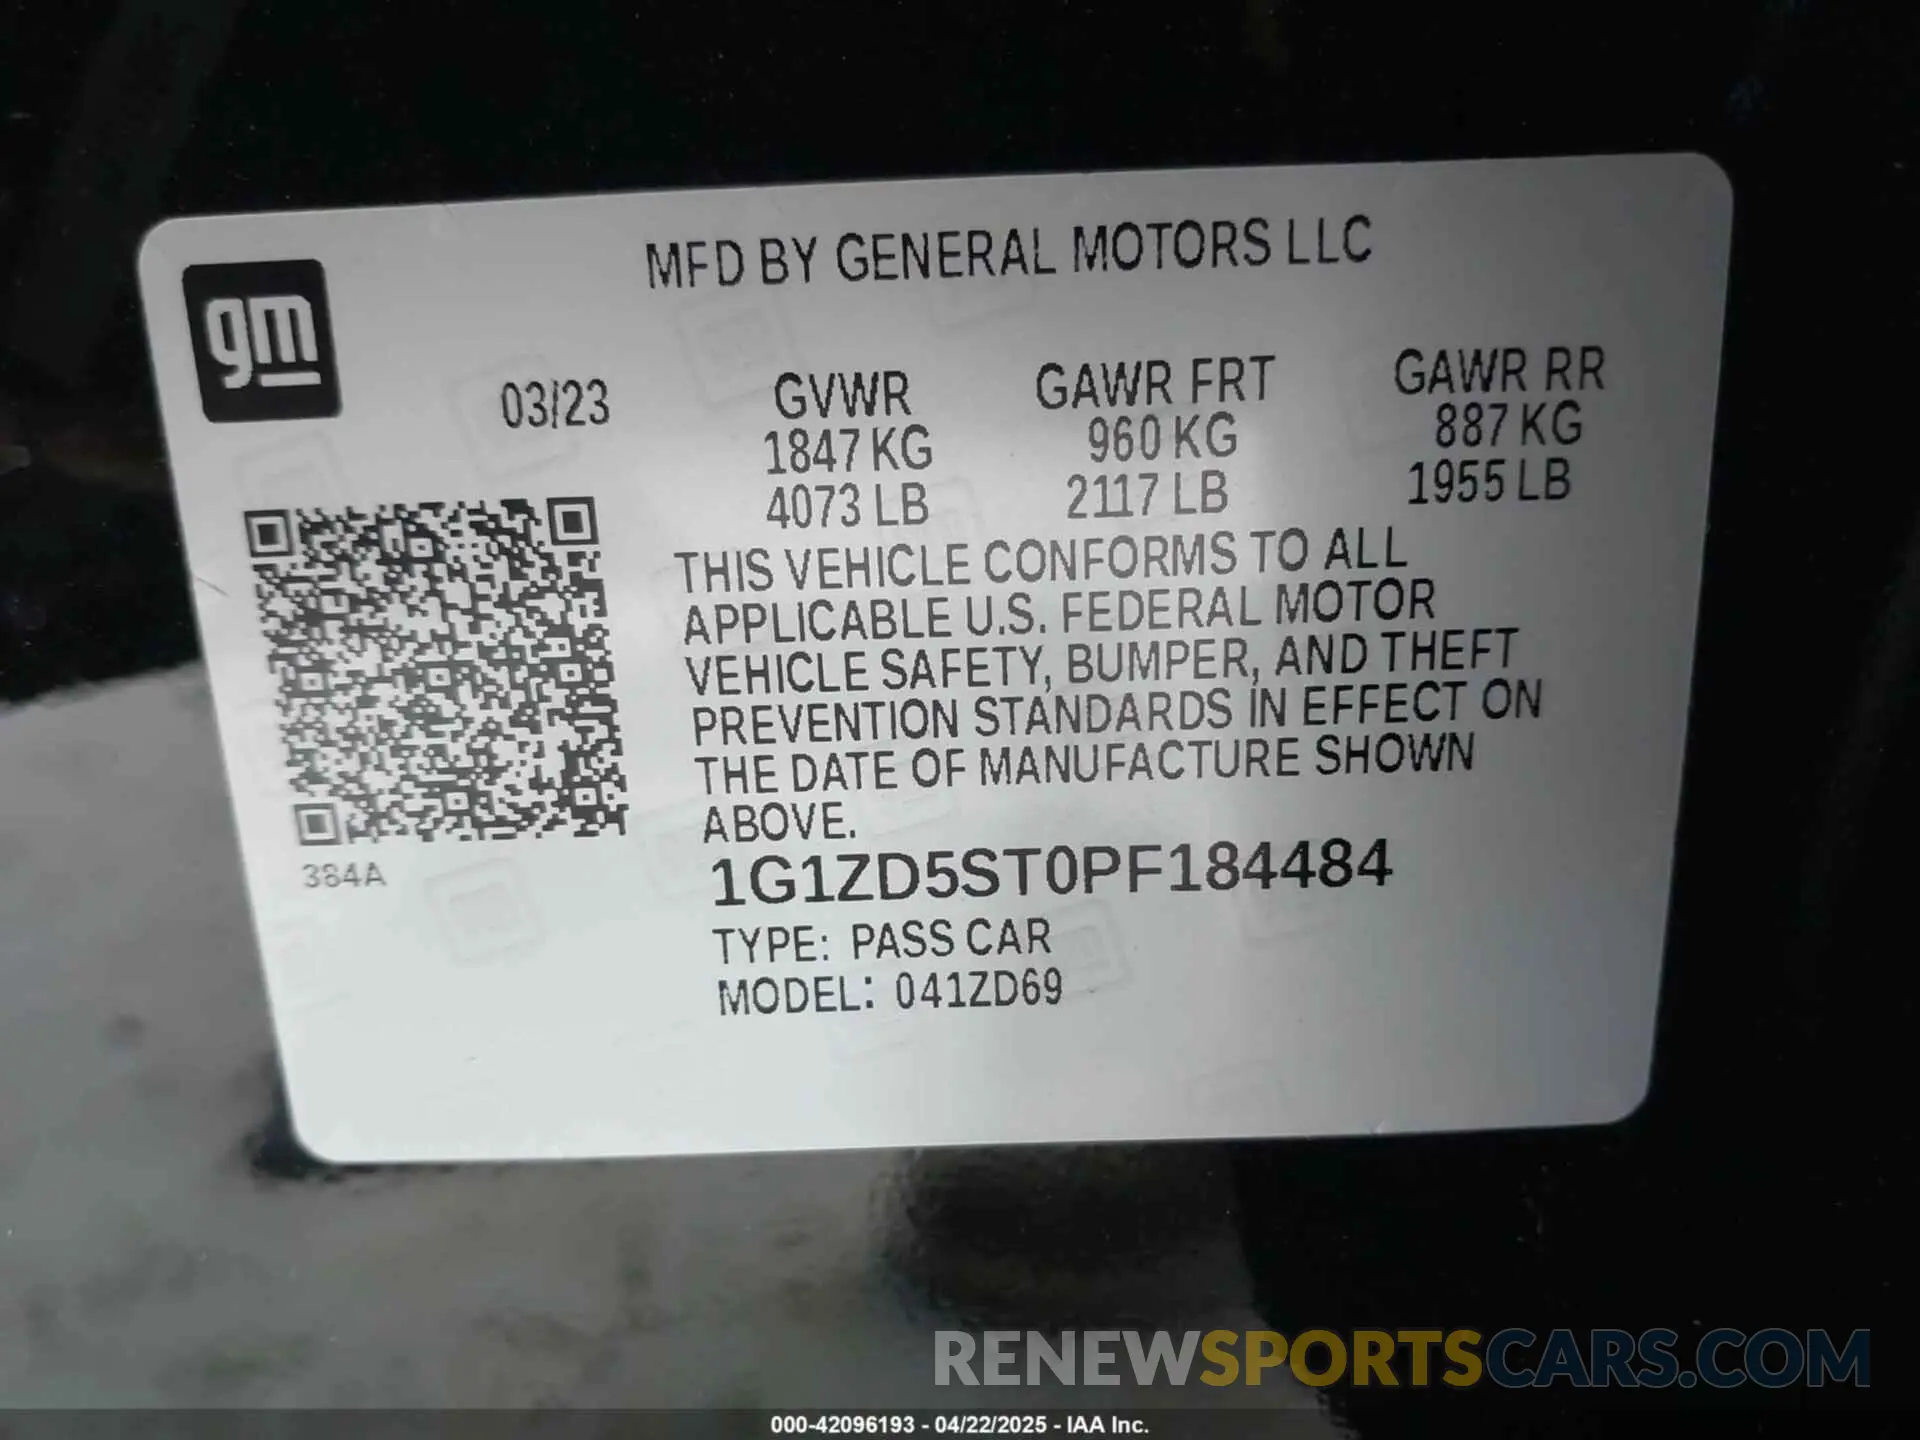 MFD BY GENERAL MOTORS LLC
gm
03/23
GVWR GAWR FRT GAWR RR
1847 KG 960 KG 887 KG
4073 LB 2117 LB 1955 LB
THIS VEHICLE CONFORMS TO ALL
APPLICABLE U.S. FEDERAL MOTOR
VEHICLE SAFETY, BUMPER, AND THEFT
PREVENTION STANDARDS IN EFFECT ON
THE DATE OF MANUFACTURE SHOWN
ABOVE.
384A
1G1ZD5ST0PF184484
TYPE: PASS CAR
MODEL: 041ZD69
RENEWSPORTSCARS.COM
000-42096193 - 04/22/2025 - IAA Inc.